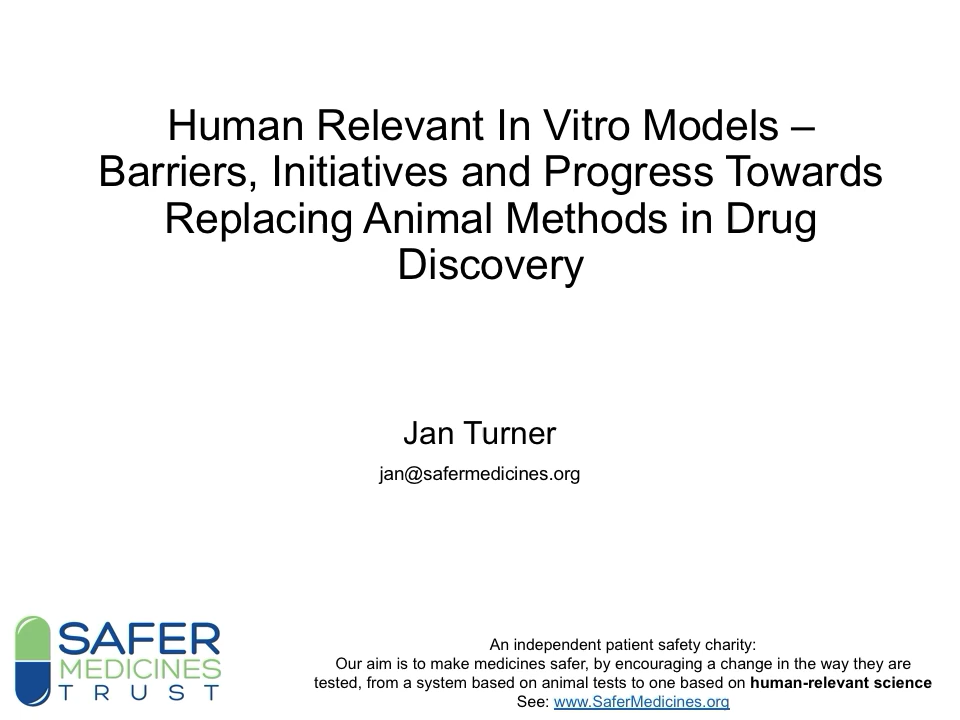 Human Relevant In Vitro Models –
Barriers, Initiatives and Progress Towards
Replacing Animal Methods in Drug
Discovery
Jan Turner
jan@safermedicines.org
SAFER
MEDICINES
TRUST
An independent patient safety charity:
Our aim is to make medicines safer, by encouraging a change in the way they are
tested, from a system based on animal tests to one based on human-relevant science
See: www.SaferMedicines.org